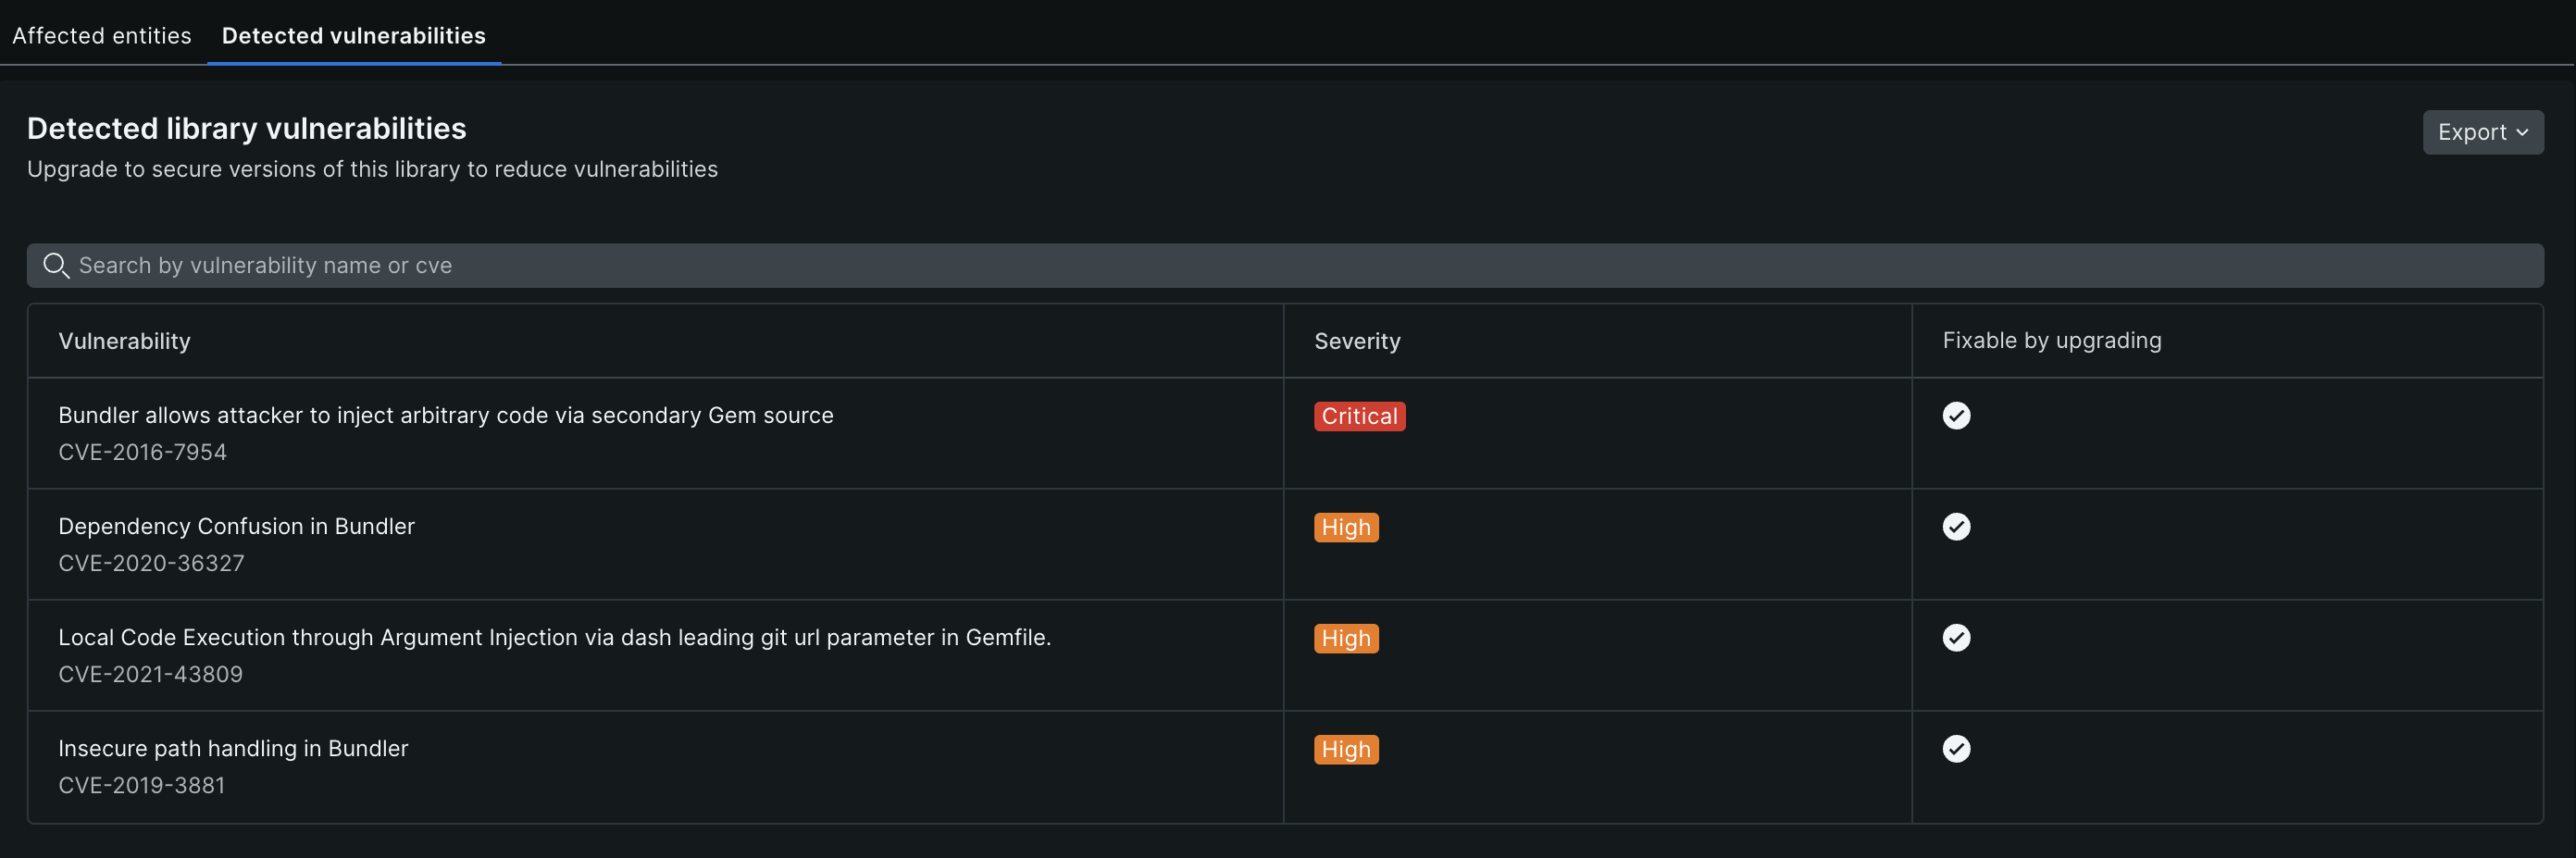 Affected entities Detected vulnerabilities
Detected library vulnerabilities
Export
Upgrade to secure versions of this library to reduce vulnerabilities
Search by vulnerability name or cve
Vulnerability Severity Fixable by upgrading
Bundler allows attacker to inject arbitrary code via secondary Gem source Critical
CVE-2016-7954
Dependency Confusion in Bundler High
CVE-2020-36327
Local Code Execution through Argument Injection via dash leading git url parameter in Gemfile. High
CVE-2021-43809
Insecure path handling in Bundler High
CVE-2019-3881